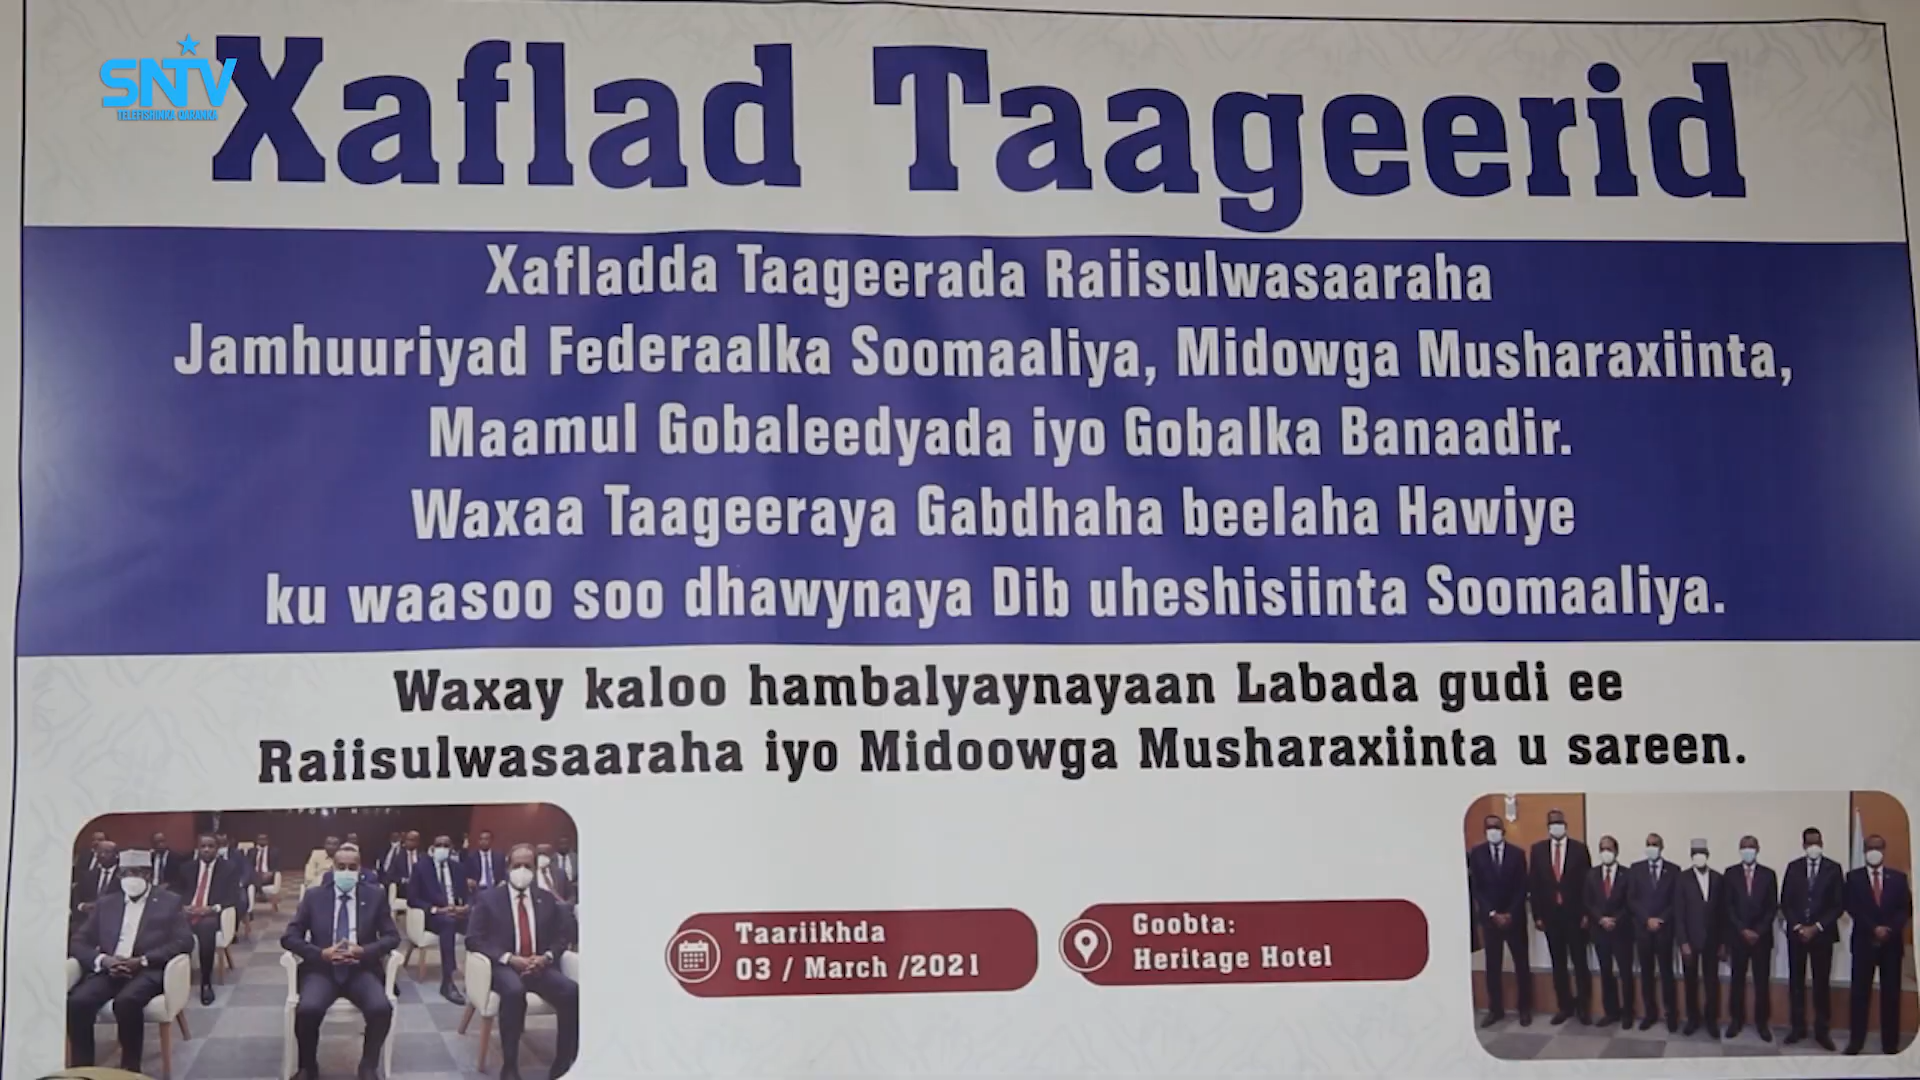 SNTV
TELEFISHINKA QARANKA
Xaflad Taageerid
Xafladda Taageerada Raiisulwasaaraha
Jamhuuriyad Federaalka Soomaaliya, Midowga Musharaxiinta,
Maamul Gobaleedyada iyo Gobalka Banaadir.
Waxaa Taageeraya Gabdhaha beelaha Hawiye
ku waasoo soo dhawynaya Dib uheshisiinta Soomaaliya.
Waxay kaloo hambalyaynayaan Labada gudi ee
Raiisulwasaaraha iyo Midoowga Musharaxiinta u sareen.
Taariikhda
03 / March /2021
Goobta:
Heritage Hotel